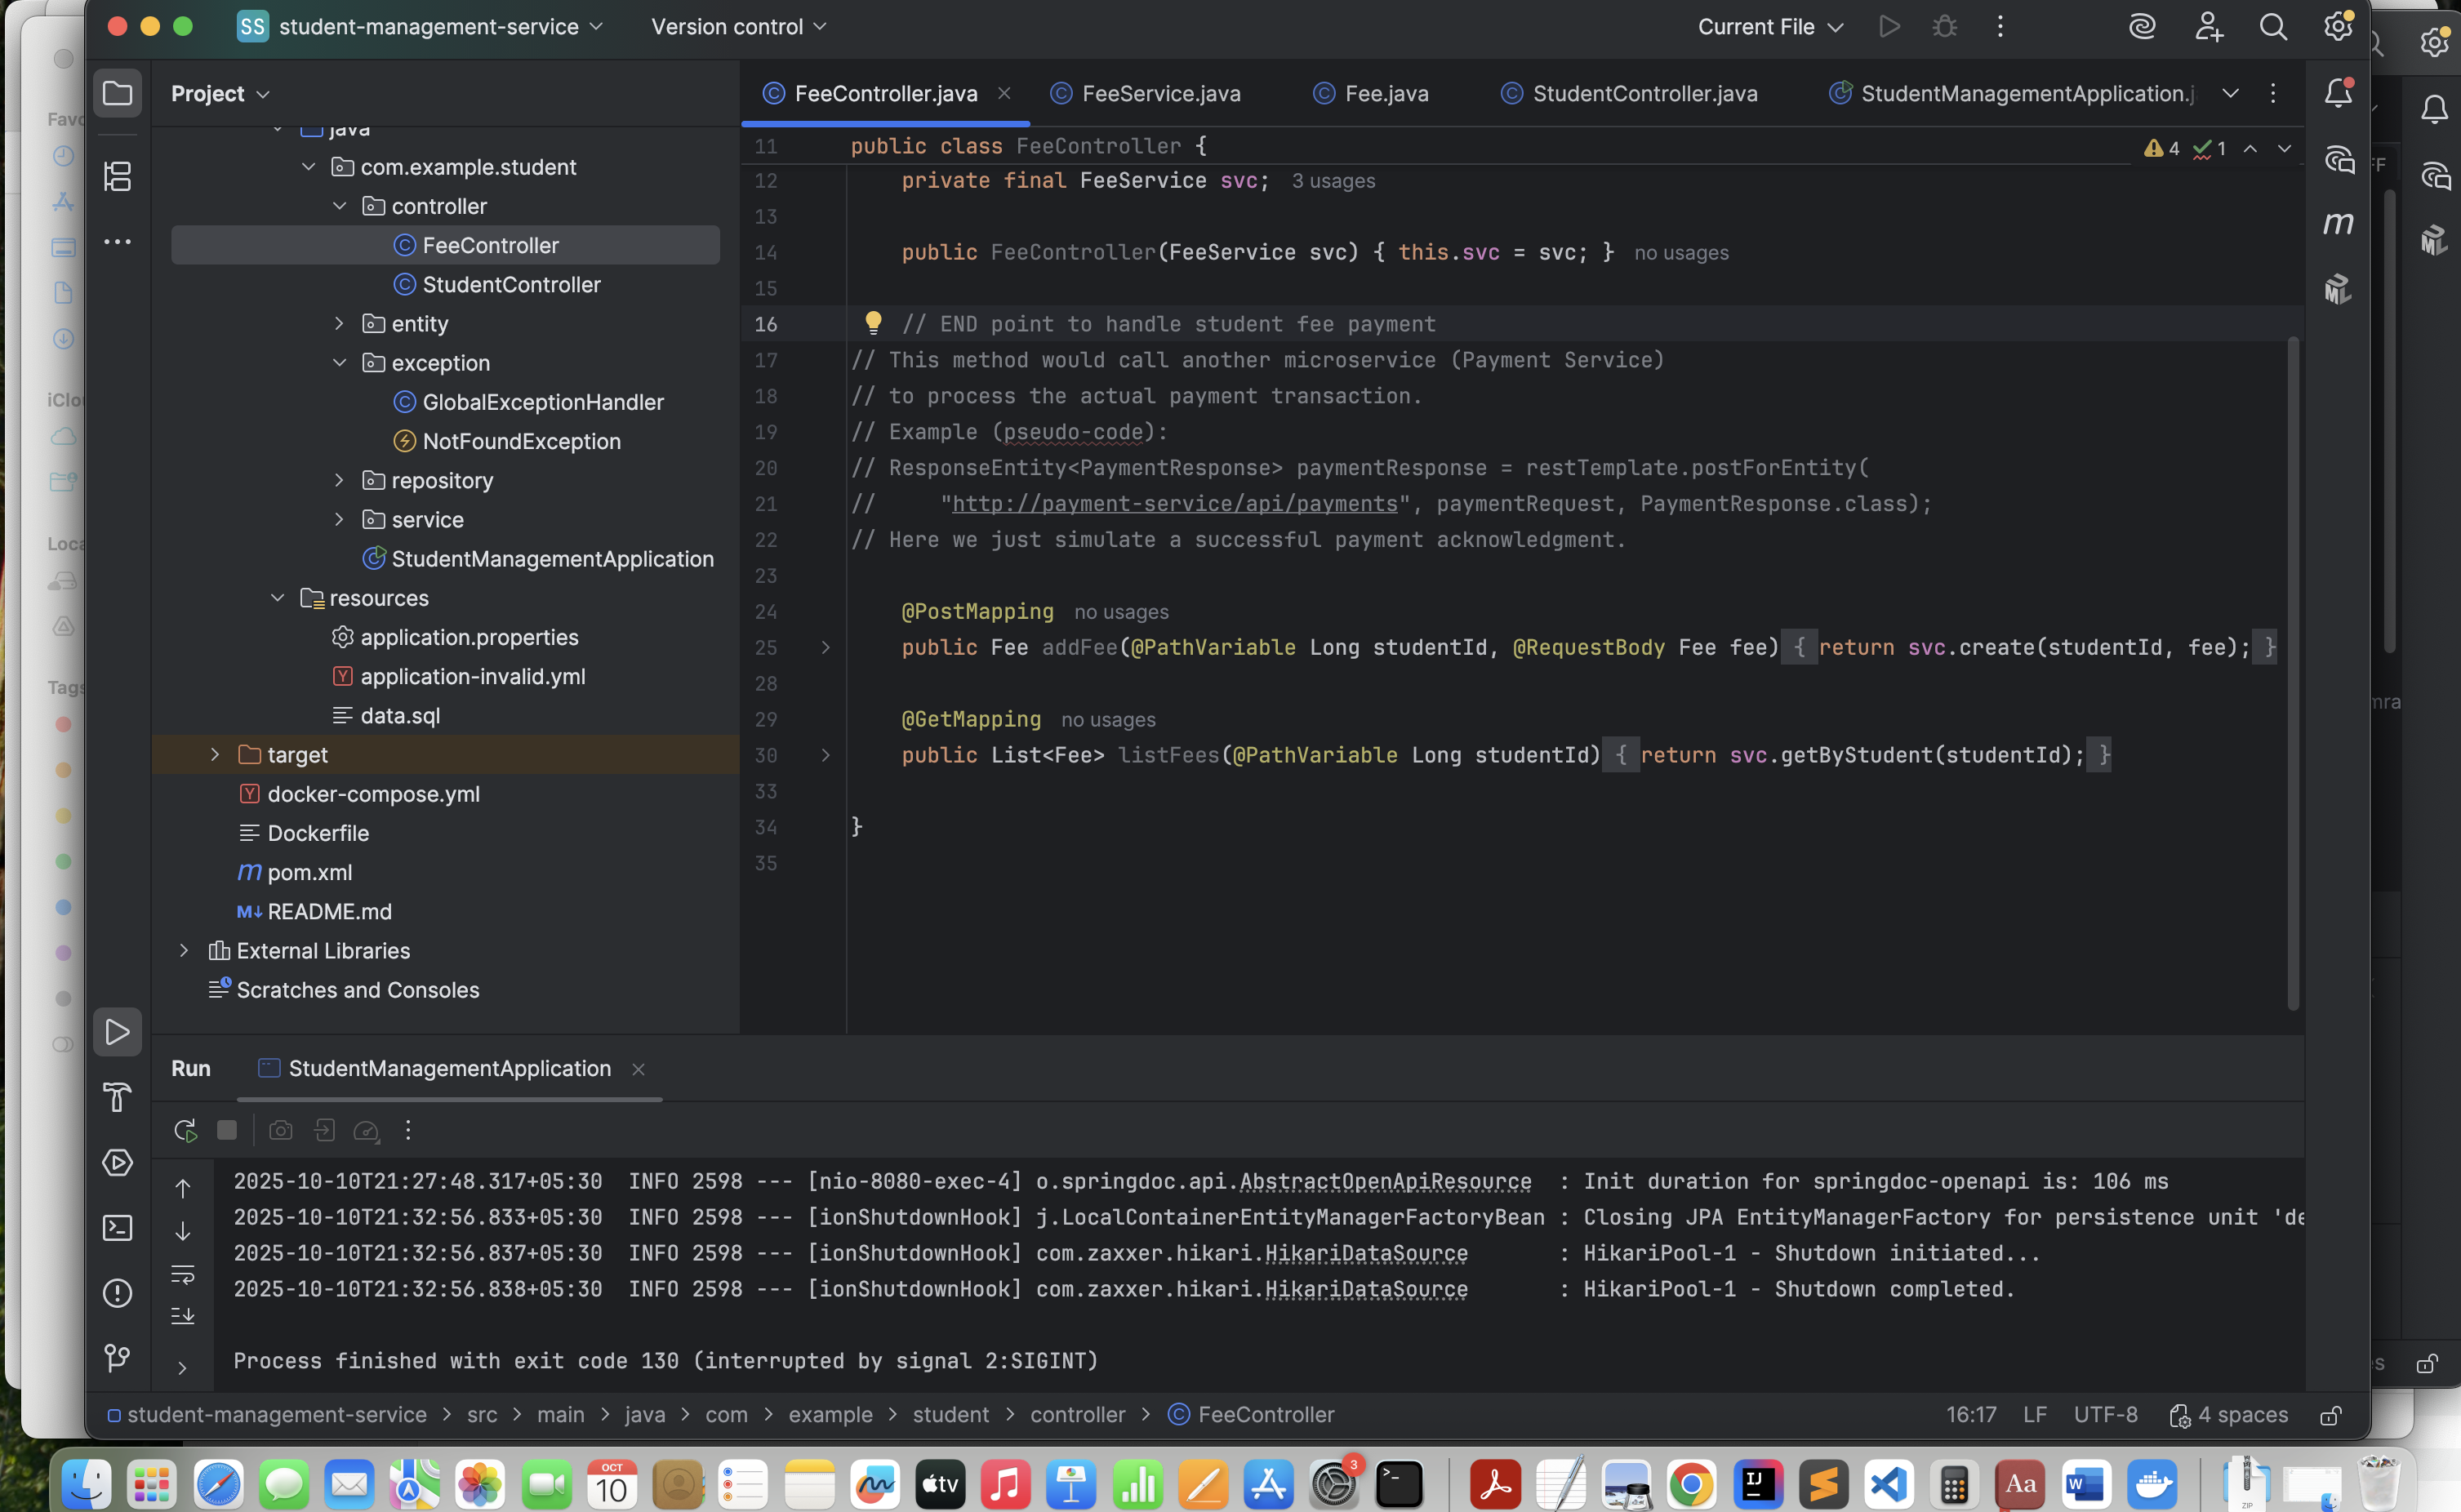 SS student-management-service
Version control
Current File
Project
FeeController.java
FeeService.java
Fee.java
StudentController.java
StudentManagementApplication.j
java
com.example.student
controller
FeeController
StudentController
entity
exception
GlobalExceptionHandler
NotFoundException
repository
service
StudentManagementApplication
resources
application.properties
application-invalid.yml
data.sql
target
docker-compose.yml
Dockerfile
pom.xml
README.md
External Libraries
Scratches and Consoles
11 public class FeeController {
4 1
12 private final FeeService svc; 3 usages
13
14 public FeeController(FeeService svc) { this.svc = svc; } no usages
15
16 // END point to handle student fee payment
17 // This method would call another microservice (Payment Service)
18 // to process the actual payment transaction.
19 // Example (pseudo-code):
20 // ResponseEntity<PaymentResponse> paymentResponse = restTemplate.postForEntity(
21 // "http://payment-service/api/payments", paymentRequest, PaymentResponse.class);
22 // Here we just simulate a successful payment acknowledgment.
23
24 @PostMapping no usages
25 public Fee addFee(@PathVariable Long studentId, @RequestBody Fee fee) { return svc.create(studentId, fee); }
28
29 @GetMapping no usages
30 public List<Fee> listFees(@PathVariable Long studentId) { return svc.getByStudent(studentId); }
33
34 }
35
Run
StudentManagementApplication
2025-10-10T21:27:48.317+05:30 INFO 2598 --- [nio-8080-exec-4] o.springdoc.api.AbstractOpenApiResource : Init duration for springdoc-openapi is: 106 ms
2025-10-10T21:32:56.833+05:30 INFO 2598 --- [ionShutdownHook] j.LocalContainerEntityManagerFactoryBean : Closing JPA EntityManagerFactory for persistence unit 'de
2025-10-10T21:32:56.837+05:30 INFO 2598 --- [ionShutdownHook] com.zaxxer.hikari.HikariDataSource : HikariPool-1 - Shutdown initiated...
2025-10-10T21:32:56.838+05:30 INFO 2598 --- [ionShutdownHook] com.zaxxer.hikari.HikariDataSource : HikariPool-1 - Shutdown completed.
Process finished with exit code 130 (interrupted by signal 2:SIGINT)
student-management-service > src > main > java > com > example > student > controller > FeeController
16:17 LF UTF-8 4 spaces
Favo
iClou
Loca
Tags
OCT
10
tv
3
IJ
Aa
W
ZIP